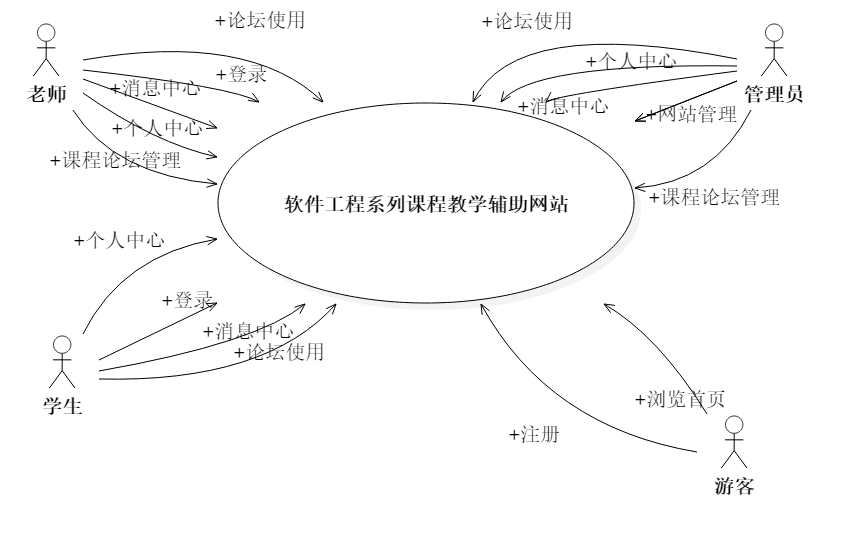 +论坛使用
+论坛使用
+登录
+个人中心
老师
+消息中心
管理员
+消息中心
+网站管理
+个人中心
+课程论坛管理
+课程论坛管理
软件工程系列课程教学辅助网站
+个人中心
+登录
+消息中心
+论坛使用
学生
+浏览首页
+注册
游客